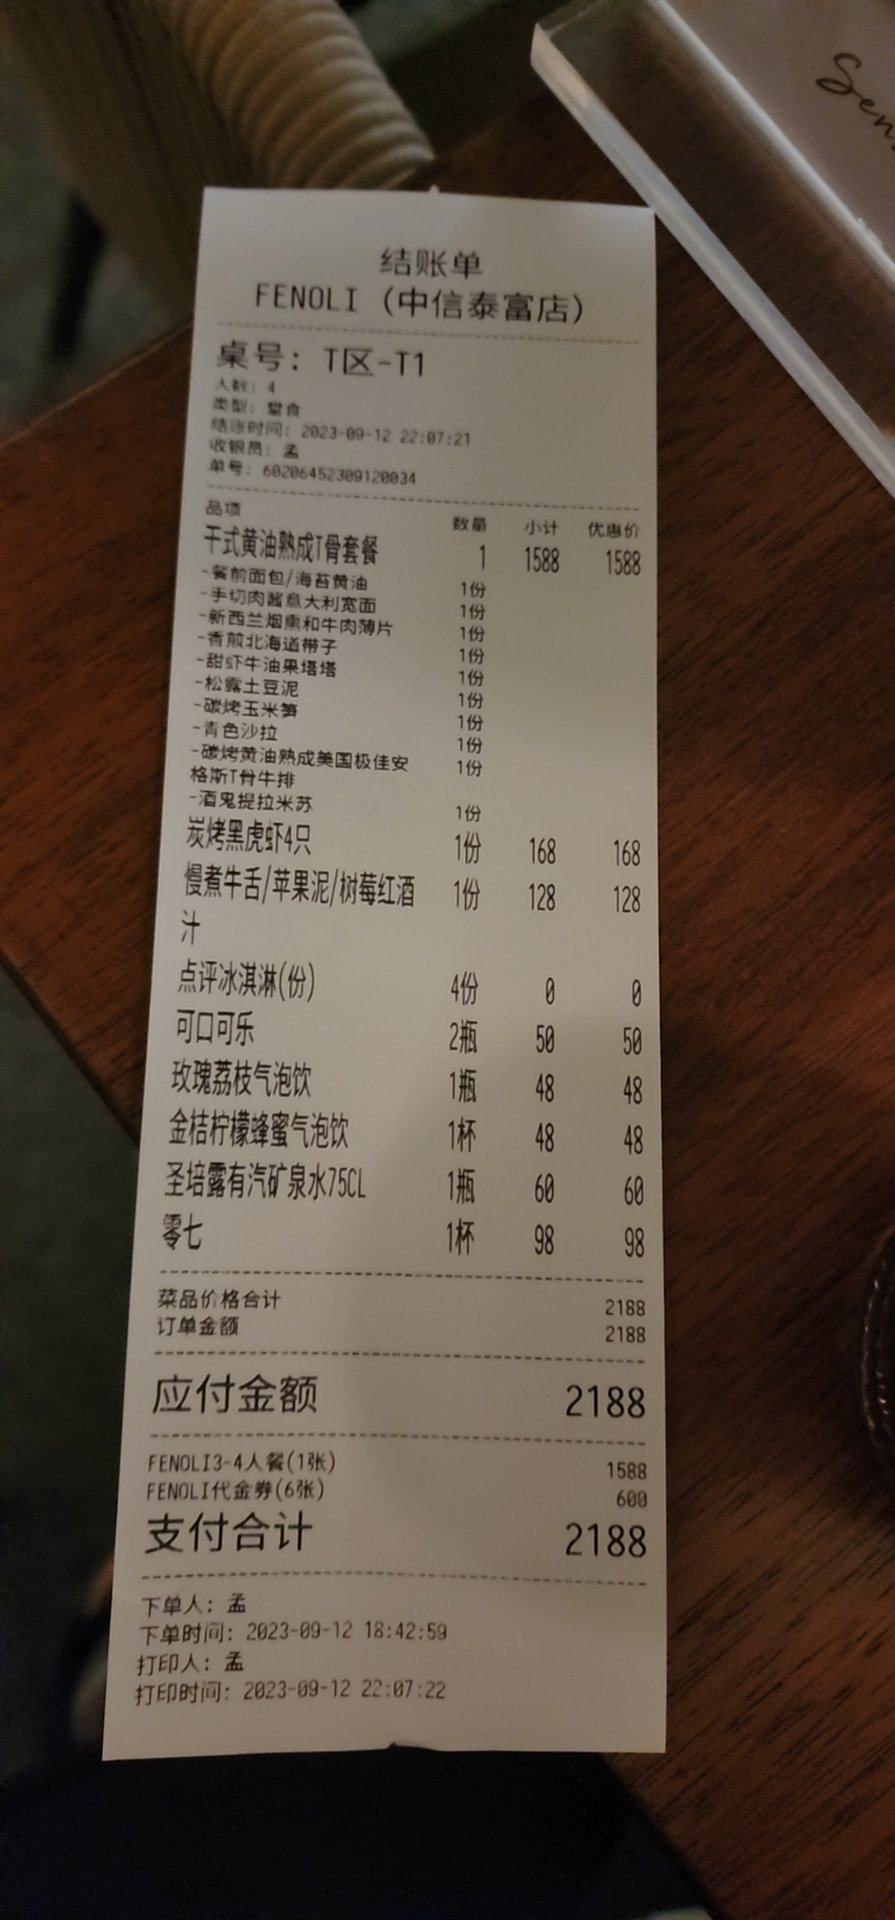 Sen
结账单
FENOLI（中信泰富店）
桌号：T区-T1
人数：4
类型：堂食
结账时间：2023-09-12 22:07:21
收银员：孟
单号：60206452309120034
品项 数量 小计 优惠价
干式黄油熟成T骨套餐 1 1588 1588
-餐前面包/海苔黄油 1份
-手切肉酱意大利宽面 1份
-新西兰烟熏和牛肉薄片 1份
-香煎北海道带子 1份
-甜虾牛油果塔塔 1份
-松露土豆泥 1份
-碳烤玉米笋 1份
-青色沙拉 1份
-碳烤黄油熟成美国极佳安 1份
格斯T骨牛排
-酒鬼提拉米苏 1份
炭烤黑虎虾4只 1份 168 168
慢煮牛舌/苹果泥/树莓红酒 1份 128 128
汁
点评冰淇淋(份) 4份 0 0
可口可乐 2瓶 50 50
玫瑰荔枝气泡饮 1瓶 48 48
金桔柠檬蜂蜜气泡饮 1杯 48 48
圣培露有汽矿泉水75CL 1瓶 60 60
零七 1杯 98 98
菜品价格合计 2188
订单金额 2188
应付金额 2188
FENOLI3-4人餐(1张) 1588
FENOLI代金券(6张) 600
支付合计 2188
下单人：孟
下单时间：2023-09-12 18:42:59
打印人：孟
打印时间：2023-09-12 22:07:22